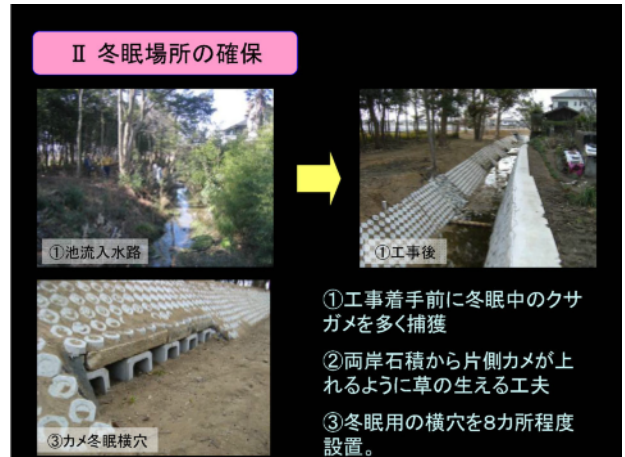 Ⅱ 冬眠場所の確保
①池流入水路
①工事後
①工事着手前に冬眠中のクサ
ガメを多く捕獲
②両岸石積から片側カメが上
れるように草の生える工夫
③冬眠用の横穴を8カ所程度
設置。
③カメ冬眠横穴